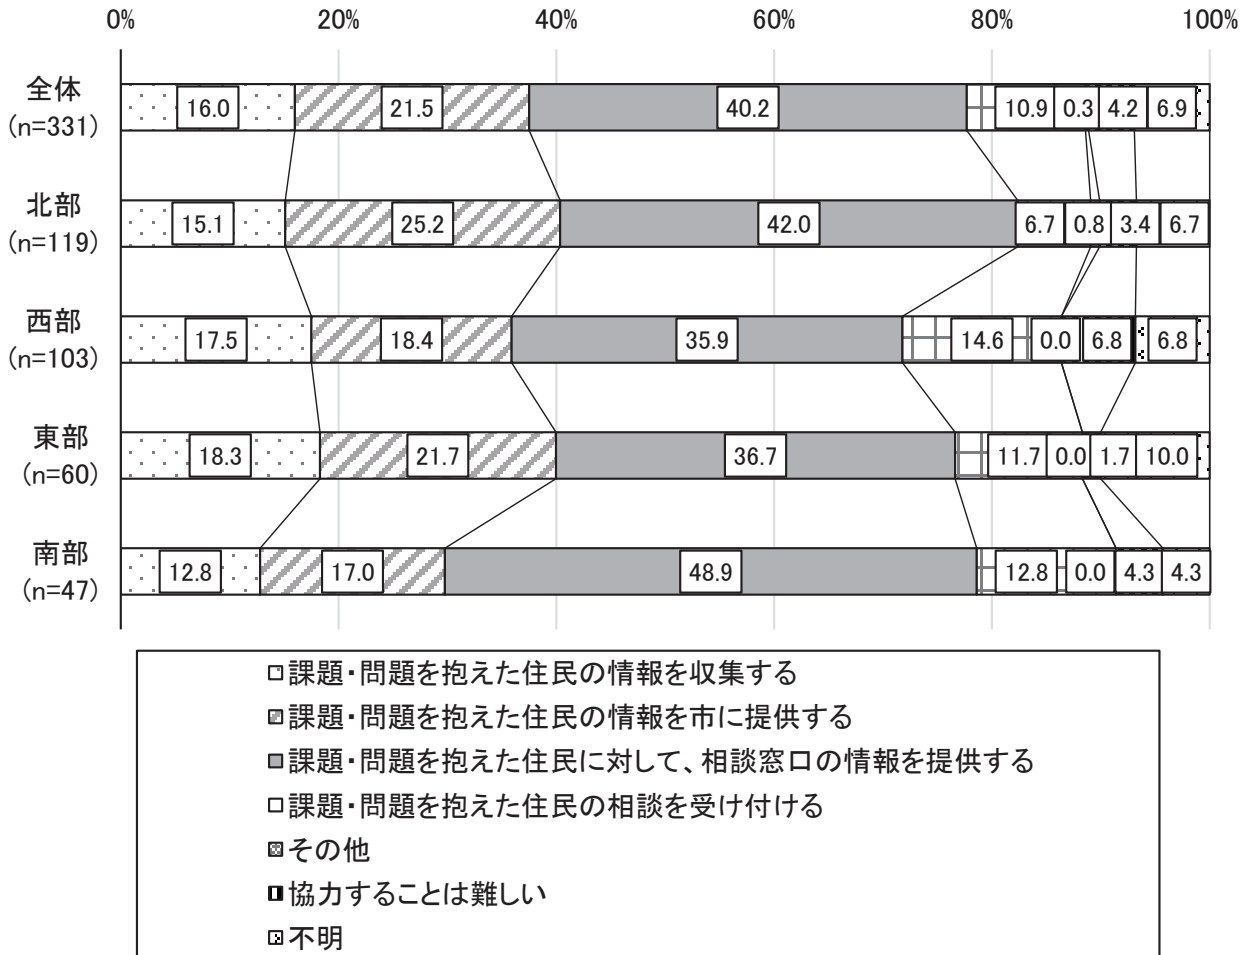 0% 20% 40% 60% 80% 100%
全体
(n=331)
16.0 21.5 40.2 10.9 0.3 4.2 6.9
北部
(n=119)
15.1 25.2 42.0 6.7 0.8 3.4 6.7
西部
(n=103)
17.5 18.4 35.9 14.6 0.0 6.8 6.8
東部
(n=60)
18.3 21.7 36.7 11.7 0.0 1.7 10.0
南部
(n=47)
12.8 17.0 48.9 12.8 0.0 4.3 4.3
課題・問題を抱えた住民の情報を収集する
課題・問題を抱えた住民の情報を市に提供する
課題・問題を抱えた住民に対して、相談窓口の情報を提供する
課題・問題を抱えた住民の相談を受け付ける
その他
協力することは難しい
不明